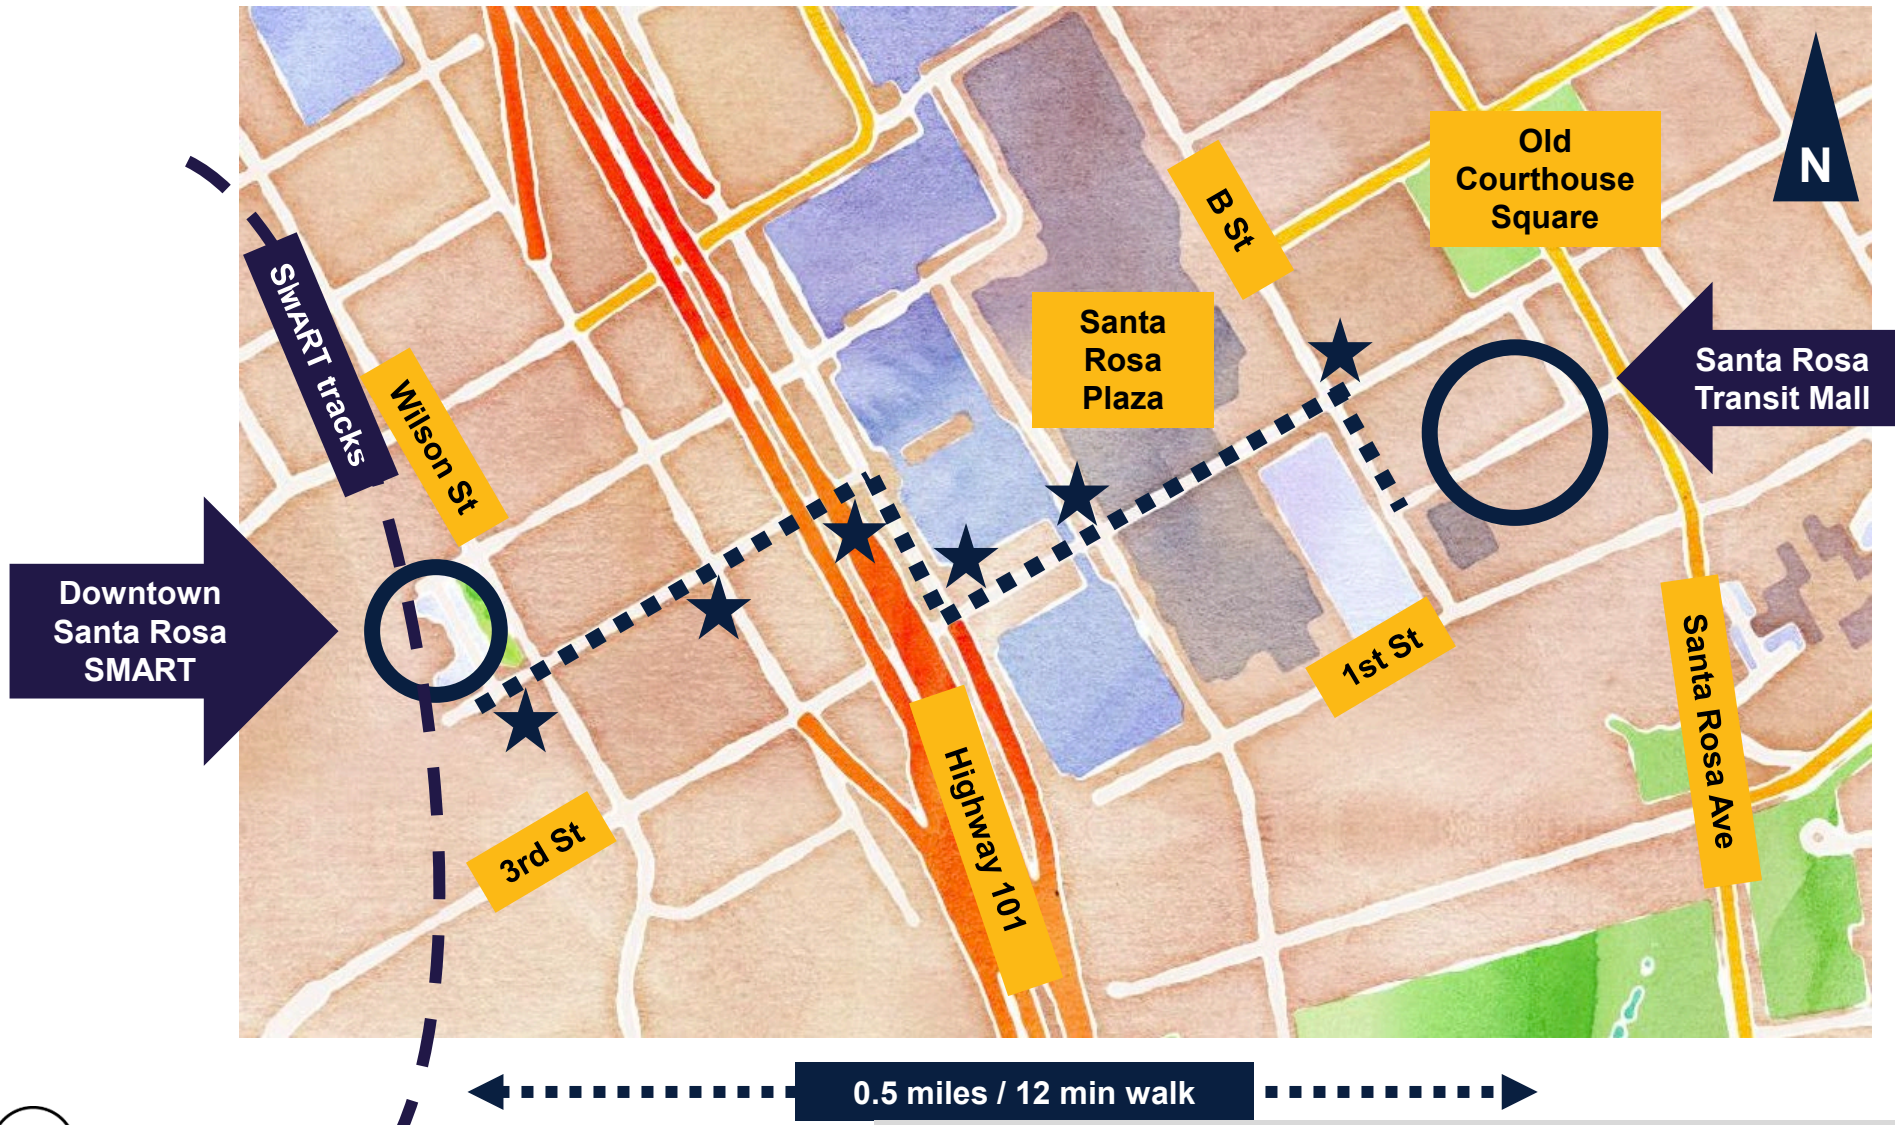 Old
Courthouse
Square
N
B St
SMART tracks
Santa
Rosa
Plaza
Santa Rosa
Transit Mall
Wilson St
Downtown
Santa Rosa
SMART
1st St
Santa Rosa Ave
Highway 101
3rd St
0.5 miles / 12 min walk